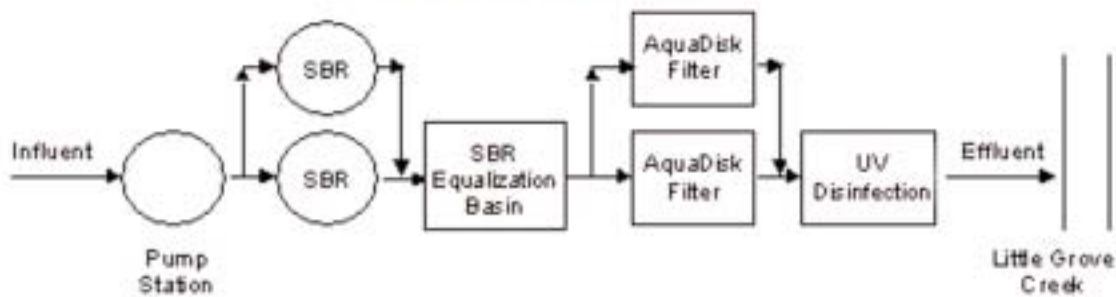 Influent
Pump
Station
SBR
SBR
SBR
Equalization
Basin
AquaDisk
Filter
AquaDisk
Filter
UV
Disinfection
Effluent
Little Grove
Creek